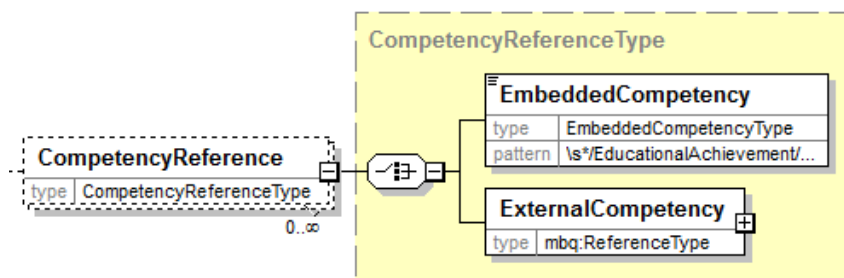 CompetencyReferenceType
EmbeddedCompetency
type EmbeddedCompetencyType
pattern \s*/EducationalAchievement/...
CompetencyReference
type CompetencyReferenceType
0..∞
ExternalCompetency
type mbq:ReferenceType